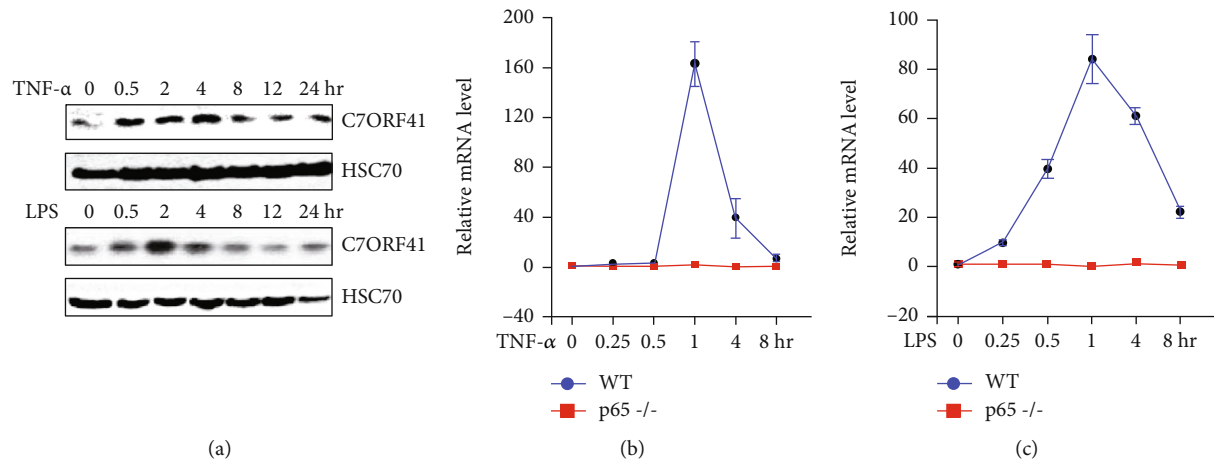 TNF-α 0 0.5 2 4 8 12 24 hr
C7ORF41
HSC70
LPS 0 0.5 2 4 8 12 24 hr
C7ORF41
HSC70
(a)
Relative mRNA level
200
160
120
80
40
0
−40
TNF-α 0 0.25 0.5 1 4 8 hr
WT
p65 -/-
(b)
Relative mRNA level
100
80
60
40
20
0
−20
LPS 0 0.25 0.5 1 4 8 hr
WT
p65 -/-
(c)